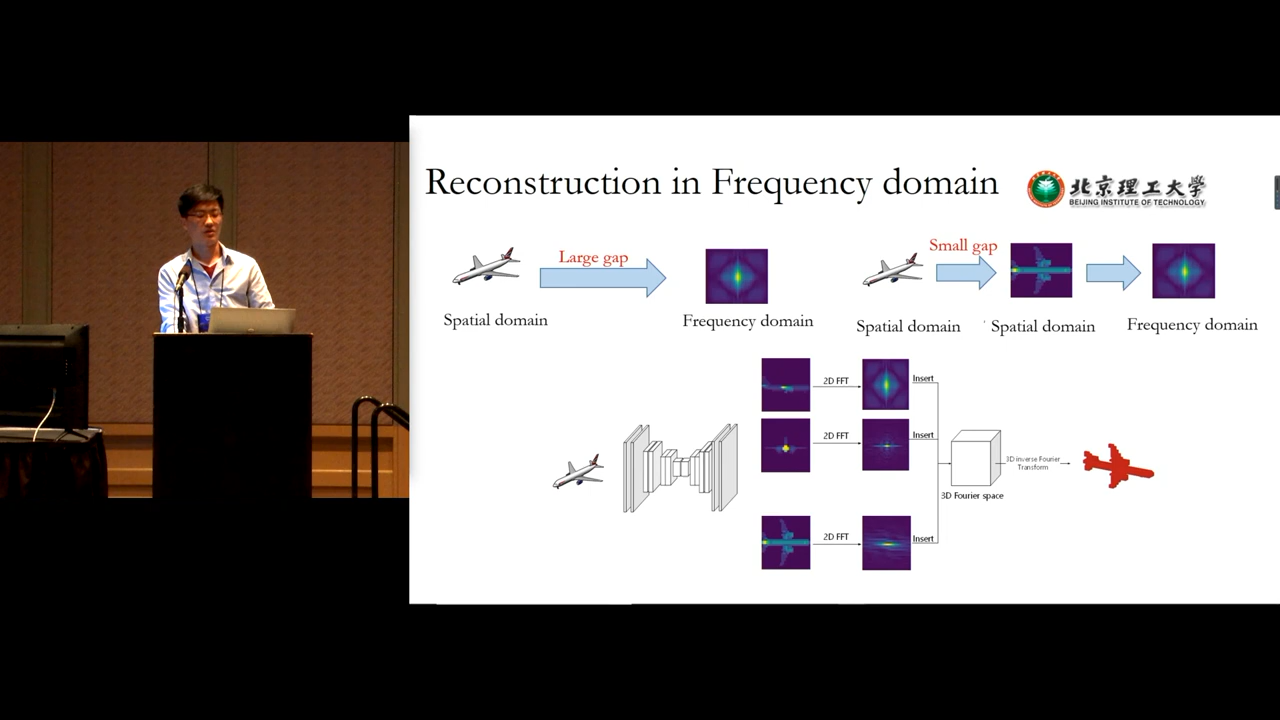 Reconstruction in Frequency domain
北京理工大学
BEIJING INSTITUTE OF TECHNOLOGY
Large gap
Small gap
Spatial domain
Frequency domain
Spatial domain
Spatial domain
Frequency domain
2D FFT
Insert
2D FFT
Insert
3D inverse Fourier
Transform
3D Fourier space
2D FFT
Insert